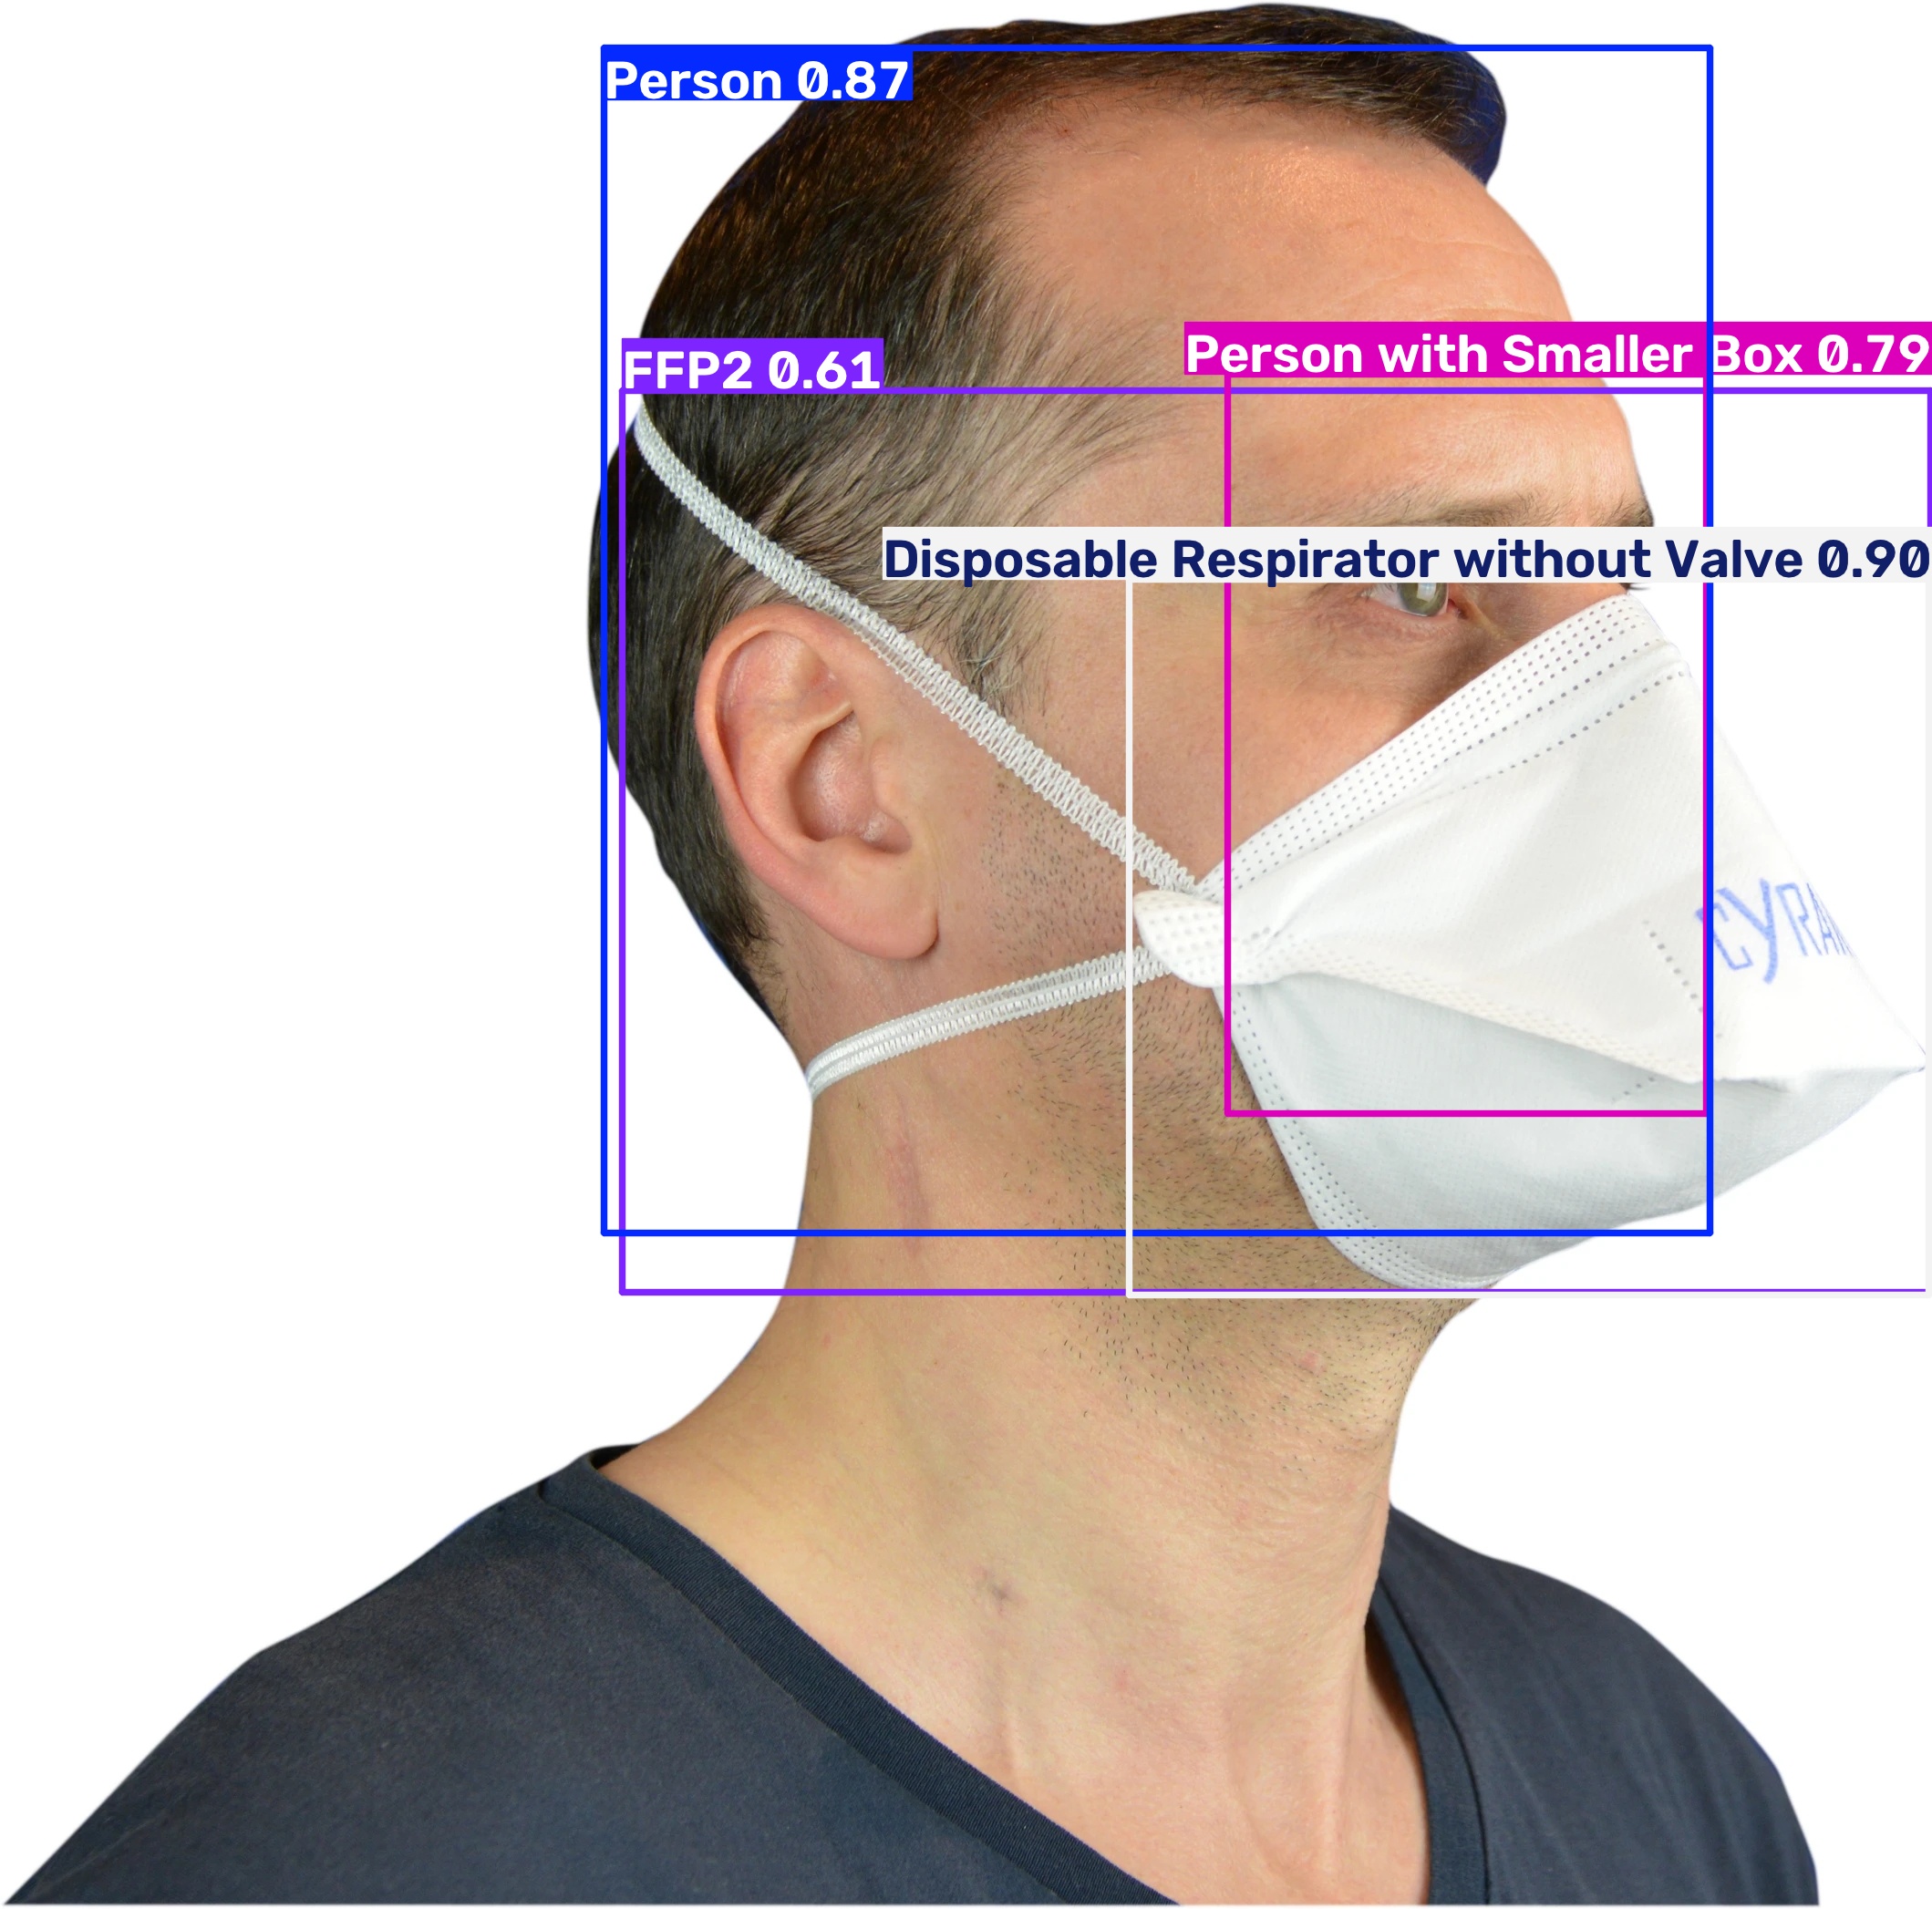 Person 0.87
Person with Smaller Box 0.79
FFP2 0.61
Disposable Respirator without Valve 0.90